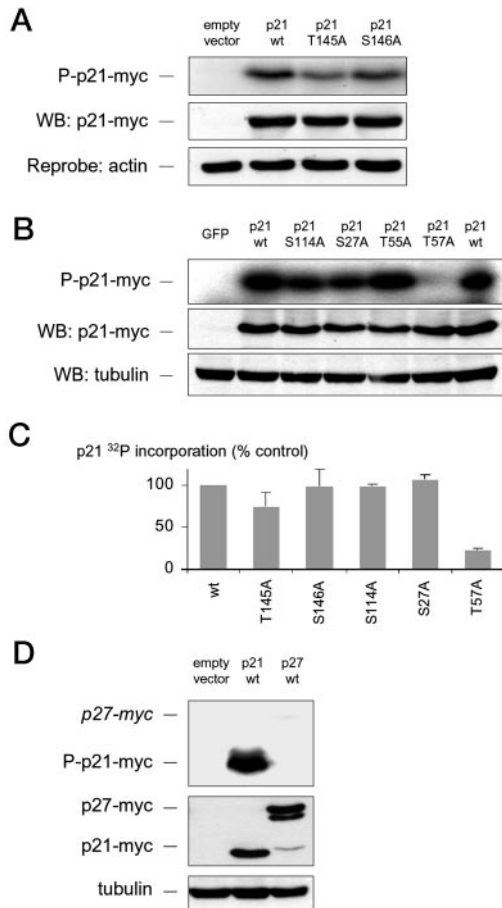 A
empty vector
p21 wt
p21 T145A
p21 S146A
P-p21-myc —
WB: p21-myc —
Reprobe: actin —
B
GFP
p21 wt
p21 S114A
p21 S27A
p21 T55A
p21 T57A
p21 wt
P-p21-myc —
WB: p21-myc —
WB: tubulin —
C
p21 ³²P incorporation (% control)
100
50
0
wt
T145A
S146A
S114A
S27A
T57A
D
empty vector
p21 wt
p27 wt
p27-myc —
P-p21-myc —
p27-myc —
p21-myc —
tubulin —